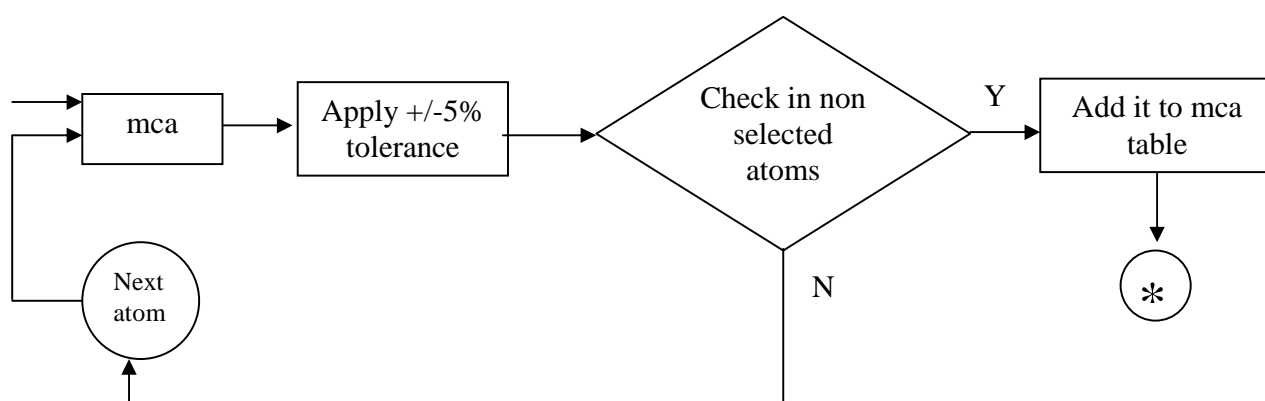 mca
Apply +/-5%
tolerance
Check in non
selected
atoms
Y
Add it to mca
table
Next
atom
N
*